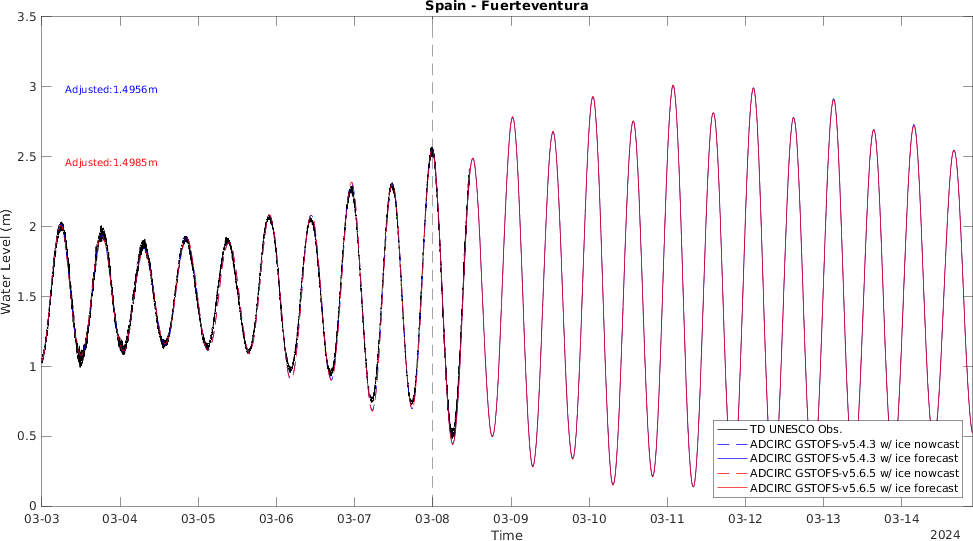 Spain - Fuerteventura
3.5
3
2.5
2
1.5
1
0.5
0
Water Level (m)
Adjusted:1.4956m
Adjusted:1.4985m
TD UNESCO Obs.
ADCIRC GSTOFS-v5.4.3 w/ ice nowcast
ADCIRC GSTOFS-v5.4.3 w/ ice forecast
ADCIRC GSTOFS-v5.6.5 w/ ice nowcast
ADCIRC GSTOFS-v5.6.5 w/ ice forecast
03-03 03-04 03-05 03-06 03-07 03-08 03-09 03-10 03-11 03-12 03-13 03-14
Time
2024